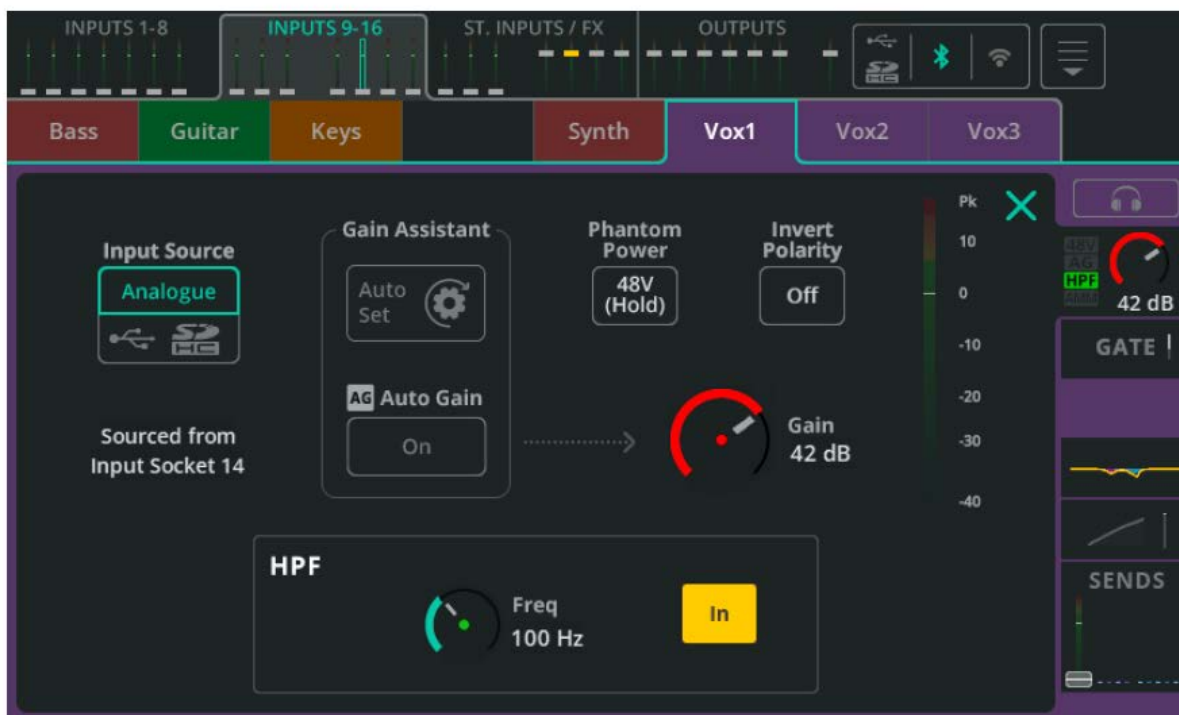 INPUTS 1-8
INPUTS 9-16
ST. INPUTS / FX
OUTPUTS
Bass
Guitar
Keys
Synth
Vox1
Vox2
Vox3
Input Source
Analogue
SD
HC
Sourced from
Input Socket 14
Gain Assistant
Auto
Set
AG Auto Gain
On
Phantom
Power
48V
(Hold)
Invert
Polarity
Off
Gain
42 dB
Pk
10
0
-10
-20
-30
-40
HPF
Freq
100 Hz
In
48V
AG
HPF
42 dB
GATE
SENDS